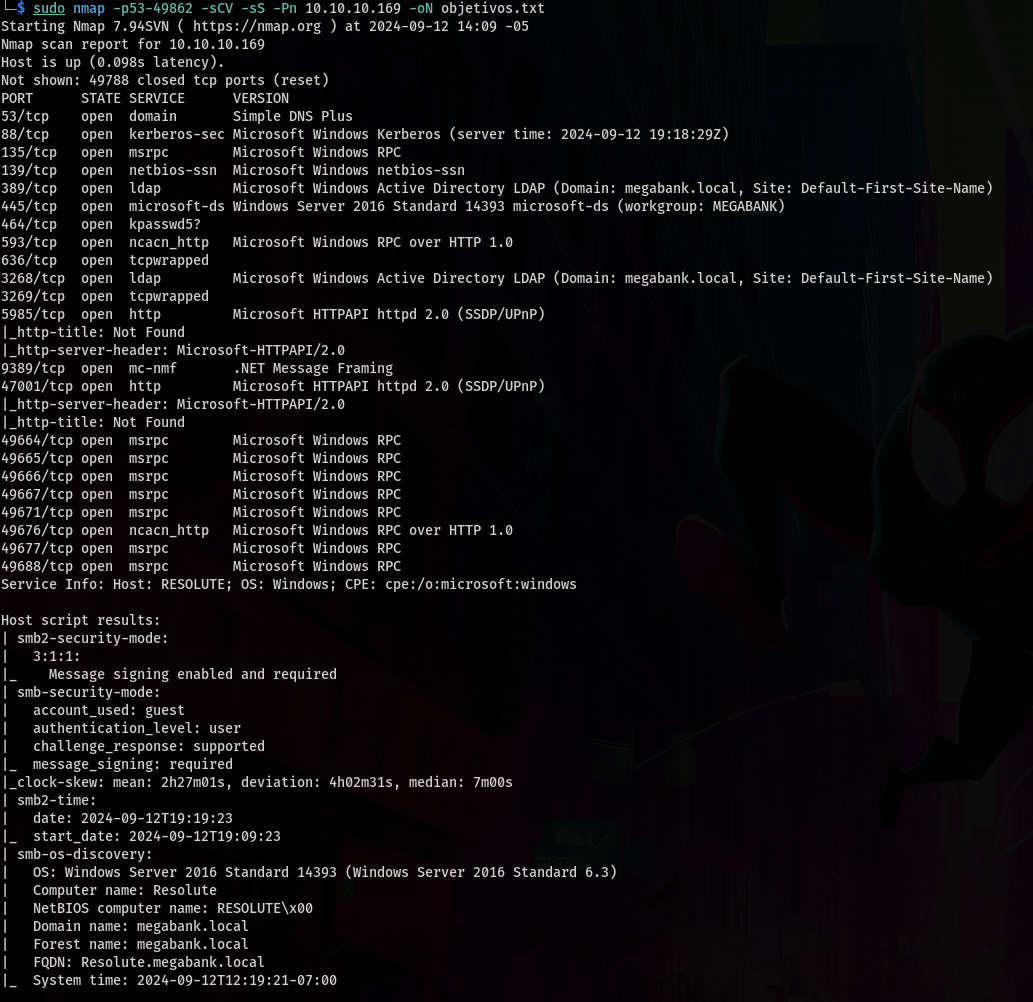 └─$ sudo nmap -p53-49862 -sCV -sS -Pn 10.10.10.169 -oN objetivos.txt
Starting Nmap 7.94SVN ( https://nmap.org ) at 2024-09-12 14:09 -05
Nmap scan report for 10.10.10.169
Host is up (0.098s latency).
Not shown: 49788 closed tcp ports (reset)
PORT      STATE SERVICE      VERSION
53/tcp    open  domain       Simple DNS Plus
88/tcp    open  kerberos-sec Microsoft Windows Kerberos (server time: 2024-09-12 19:18:29Z)
135/tcp   open  msrpc        Microsoft Windows RPC
139/tcp   open  netbios-ssn  Microsoft Windows netbios-ssn
389/tcp   open  ldap         Microsoft Windows Active Directory LDAP (Domain: megabank.local, Site: Default-First-Site-Name)
445/tcp   open  microsoft-ds Windows Server 2016 Standard 14393 microsoft-ds (workgroup: MEGABANK)
464/tcp   open  kpasswd5?
593/tcp   open  ncacn_http   Microsoft Windows RPC over HTTP 1.0
636/tcp   open  tcpwrapped
3268/tcp  open  ldap         Microsoft Windows Active Directory LDAP (Domain: megabank.local, Site: Default-First-Site-Name)
3269/tcp  open  tcpwrapped
5985/tcp  open  http         Microsoft HTTPAPI httpd 2.0 (SSDP/UPnP)
|_http-title: Not Found
|_http-server-header: Microsoft-HTTPAPI/2.0
9389/tcp  open  mc-nmf       .NET Message Framing
47001/tcp open  http         Microsoft HTTPAPI httpd 2.0 (SSDP/UPnP)
|_http-server-header: Microsoft-HTTPAPI/2.0
|_http-title: Not Found
49664/tcp open  msrpc        Microsoft Windows RPC
49665/tcp open  msrpc        Microsoft Windows RPC
49666/tcp open  msrpc        Microsoft Windows RPC
49667/tcp open  msrpc        Microsoft Windows RPC
49671/tcp open  msrpc        Microsoft Windows RPC
49676/tcp open  ncacn_http   Microsoft Windows RPC over HTTP 1.0
49677/tcp open  msrpc        Microsoft Windows RPC
49688/tcp open  msrpc        Microsoft Windows RPC
Service Info: Host: RESOLUTE; OS: Windows; CPE: cpe:/o:microsoft:windows

Host script results:
| smb2-security-mode:
|   3:1:1:
|_    Message signing enabled and required
| smb-security-mode:
|   account_used: guest
|   authentication_level: user
|   challenge_response: supported
|_  message_signing: required
|_clock-skew: mean: 2h27m01s, deviation: 4h02m31s, median: 7m00s
| smb2-time:
|   date: 2024-09-12T19:19:23
|_  start_date: 2024-09-12T19:09:23
| smb-os-discovery:
|   OS: Windows Server 2016 Standard 14393 (Windows Server 2016 Standard 6.3)
|   Computer name: Resolute
|   NetBIOS computer name: RESOLUTE\x00
|   Domain name: megabank.local
|   Forest name: megabank.local
|   FQDN: Resolute.megabank.local
|_  System time: 2024-09-12T12:19:21-07:00